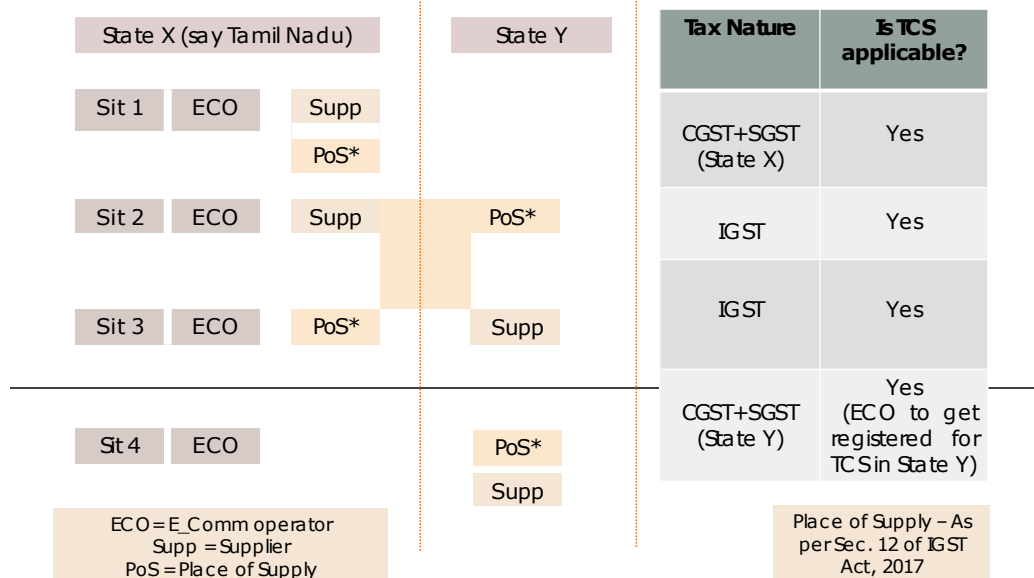 State X (say Tamil Nadu)
State Y
Tax Nature
Is TCS
applicable?
Sit 1
ECO
Supp
PoS*
CGST+SGST
(State X)
Yes
Sit 2
ECO
Supp
PoS*
IGST
Yes
Sit 3
ECO
PoS*
Supp
IGST
Yes
Sit 4
ECO
PoS*
Supp
CGST+SGST
(State Y)
Yes
(ECO to get
registered for
TCS in State Y)
ECO = E_Comm operator
Supp = Supplier
PoS = Place of Supply
Place of Supply – As
per Sec. 12 of IGST
Act, 2017